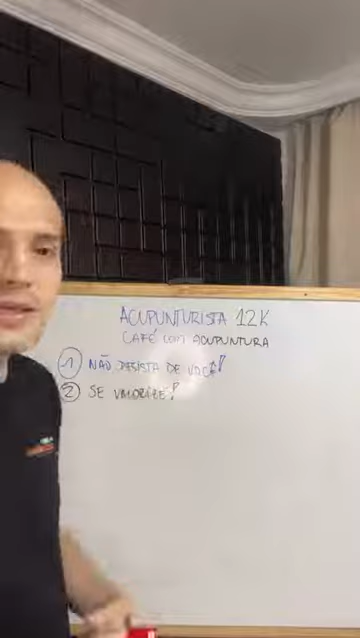 ACUPUNTURISTA 12K
CAFÉ COM ACUPUNTURA
1 NÃO DESISTA DE VOCÊ!
2 SE VALORIZE!